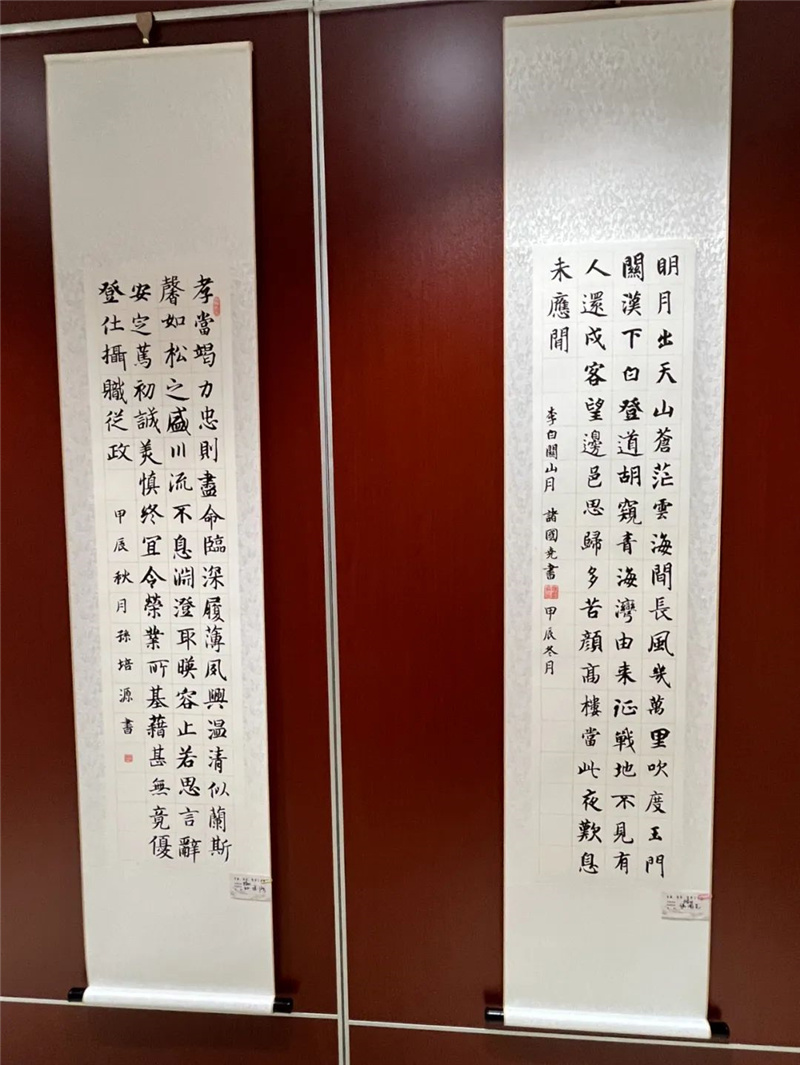 明月出天山蒼茫雲海間長風幾萬里吹度玉門
關漢下白登道胡窺青海灣由来征戰地不見有
人還戍客望邊邑思歸多苦顏高樓當此夜歎息
未應閒
李白關山月 諸國書 甲辰冬月
孝當竭力忠則盡命臨深履薄夙興温清似蘭斯
馨如松之盛川流不息淵澄取暎容止若思言辭
安定篤初誠美慎終宜令榮業所基藉甚無竟優
登仕攝職從政
甲辰秋月孫培源書